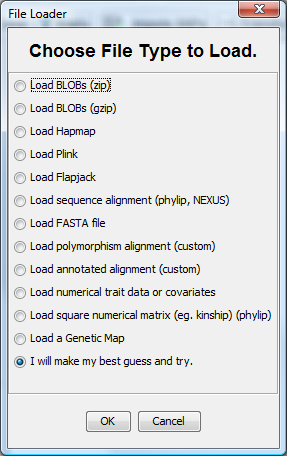 File Loader
Choose File Type to Load.
Load BLOBs (zip)
Load BLOBs (gzip)
Load Hapmap
Load Plink
Load Flapjack
Load sequence alignment (phylip, NEXUS)
Load FASTA file
Load polymorphism alignment (custom)
Load annotated alignment (custom)
Load numerical trait data or covariates
Load square numerical matrix (eg. kinship) (phylip)
Load a Genetic Map
I will make my best guess and try.
OK Cancel